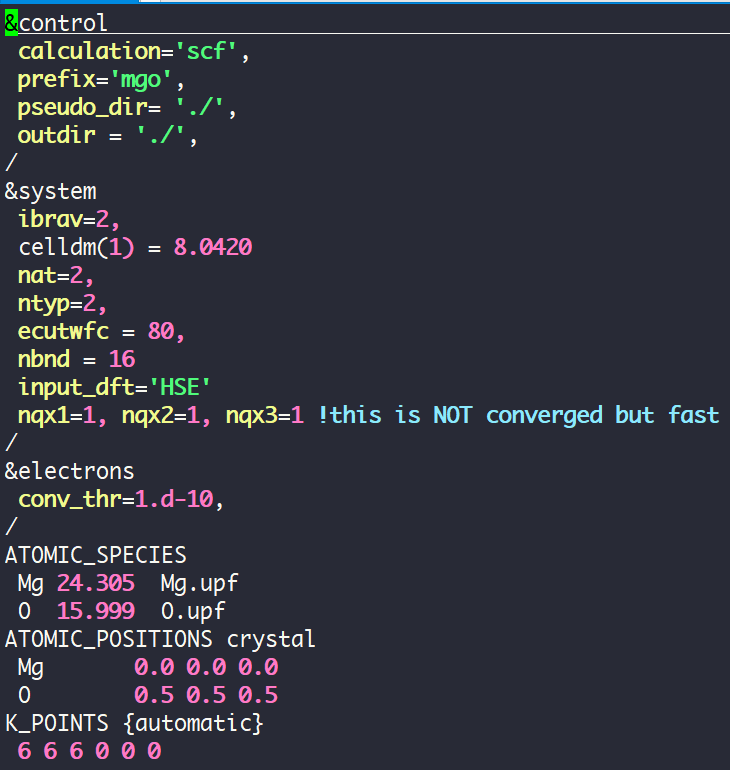 &control
 calculation='scf',
 prefix='mgo',
 pseudo_dir= './',
 outdir = './',
/
&system
 ibrav=2,
 celldm(1) = 8.0420
 nat=2,
 ntyp=2,
 ecutwfc = 80,
 nbnd = 16
 input_dft='HSE'
 nqx1=1, nqx2=1, nqx3=1 !this is NOT converged but fast
/
&electrons
 conv_thr=1.d-10,
/
ATOMIC_SPECIES
 Mg 24.305  Mg.upf
 O  15.999  O.upf
ATOMIC_POSITIONS crystal
 Mg        0.0 0.0 0.0
 O         0.5 0.5 0.5
K_POINTS {automatic}
 6 6 6 0 0 0